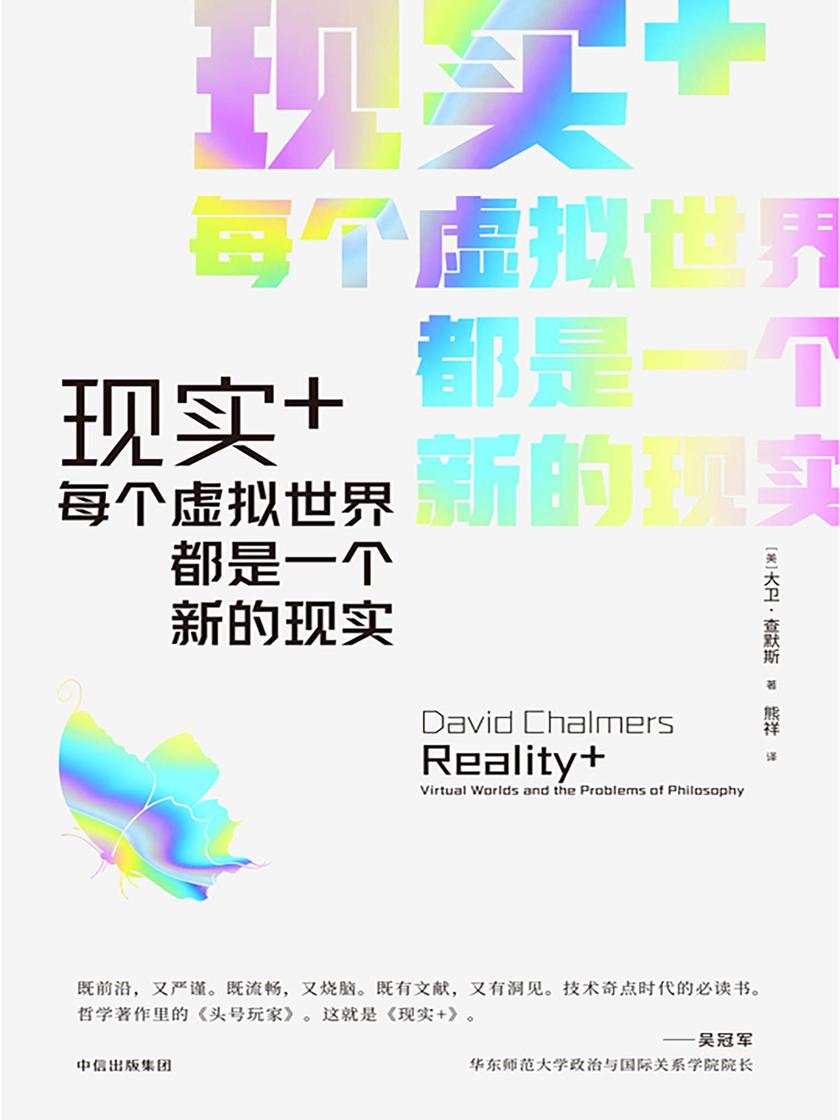 现实+
每个虚拟世界
都是一个
新的现实
现实+
每个虚拟世界
都是一个
新的现实
[美]大卫·查默斯 著 熊祥 译
David Chalmers
Reality+
Virtual Worlds and the Problems of Philosophy
既前沿，又严谨。既流畅，又烧脑。既有文献，又有洞见。技术奇点时代的必读书。
哲学著作里的《头号玩家》。这就是《现实+》。
——吴冠军
华东师范大学政治与国际关系学院院长
中信出版集团